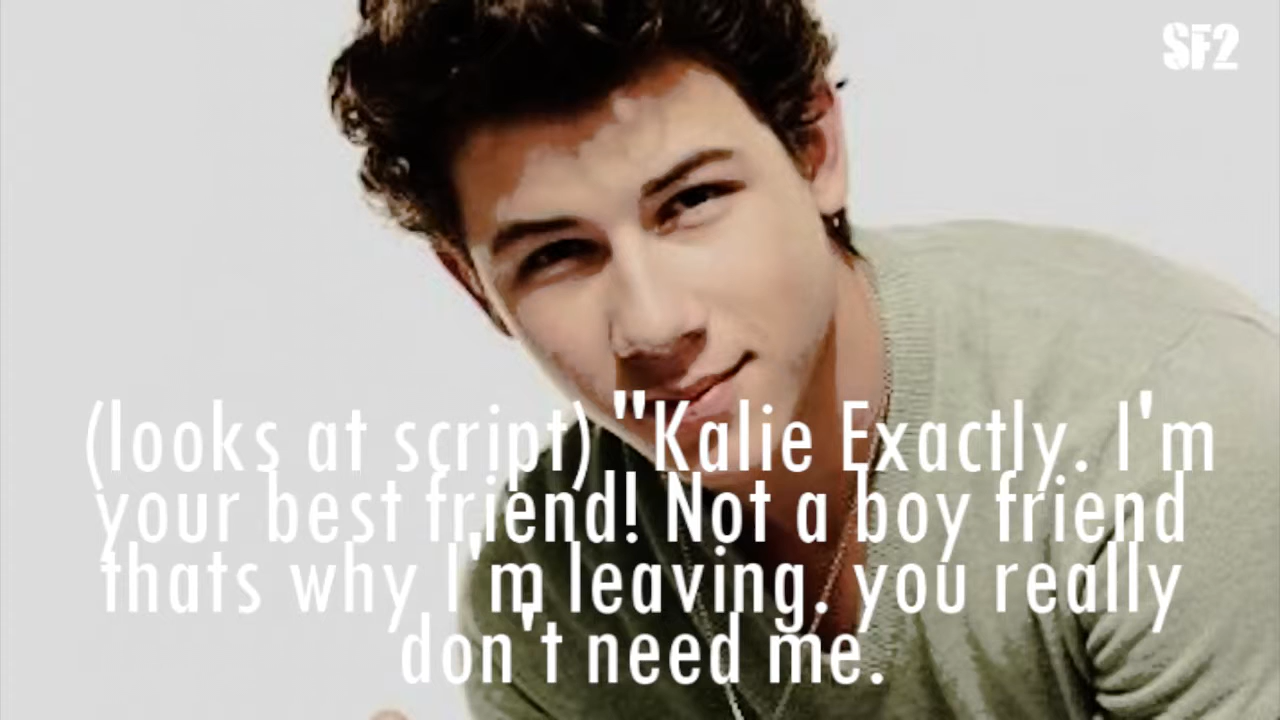 SF2
(looks at script) "Kalie Exactly. I'm
your best friend! Not a boy friend
thats why I'm leaving. you really
don't need me.